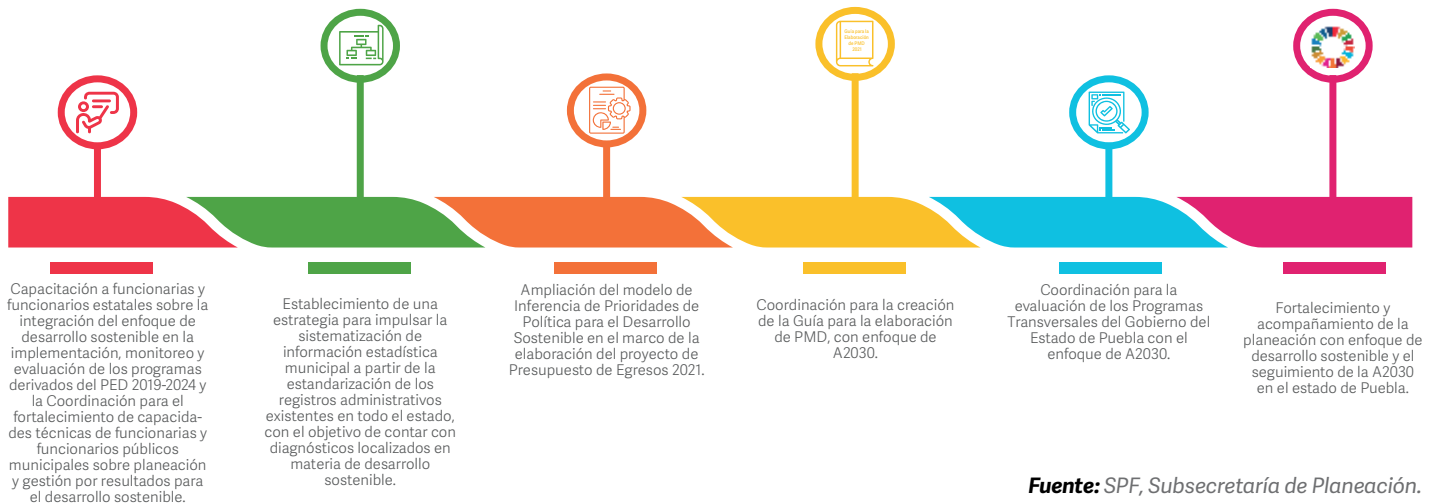 Guía para la
Elaboración
de PMD
2021
Capacitación a funcionarias y
funcionarios estatales sobre la
integración del enfoque de
desarrollo sostenible en la
implementación, monitoreo y
evaluación de los programas
derivados del PED 2019-2024 y
la Coordinación para el
fortalecimiento de capacida-
des técnicas de funcionarias y
funcionarios públicos
municipales sobre planeación
y gestión por resultados para
el desarrollo sostenible.
Establecimiento de una
estrategia para impulsar la
sistematización de
información estadística
municipal a partir de la
estandarización de los
registros administrativos
existentes en todo el estado,
con el objetivo de contar con
diagnósticos localizados en
materia de desarrollo
sostenible.
Ampliación del modelo de
Inferencia de Prioridades de
Política para el Desarrollo
Sostenible en el marco de la
elaboración del proyecto de
Presupuesto de Egresos 2021.
Coordinación para la creación
de la Guía para la elaboración
de PMD, con enfoque de
A2030.
Coordinación para la
evaluación de los Programas
Transversales del Gobierno del
Estado de Puebla con el
enfoque de A2030.
Fortalecimiento y
acompañamiento de la
planeación con enfoque de
desarrollo sostenible y el
seguimiento de la A2030
en el estado de Puebla.
Fuente: SPF, Subsecretaría de Planeación.